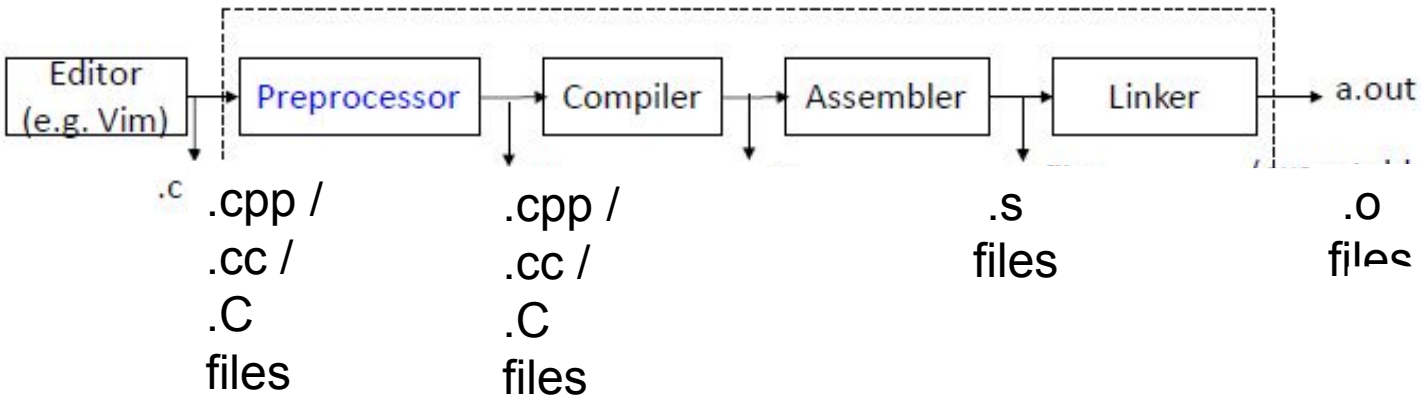 Editor
(e.g. Vim)
Preprocessor
Compiler
Assembler
Linker
a.out
.c
.cpp /
.cc /
.C
files
.cpp /
.cc /
.C
files
.s
files
.o
files